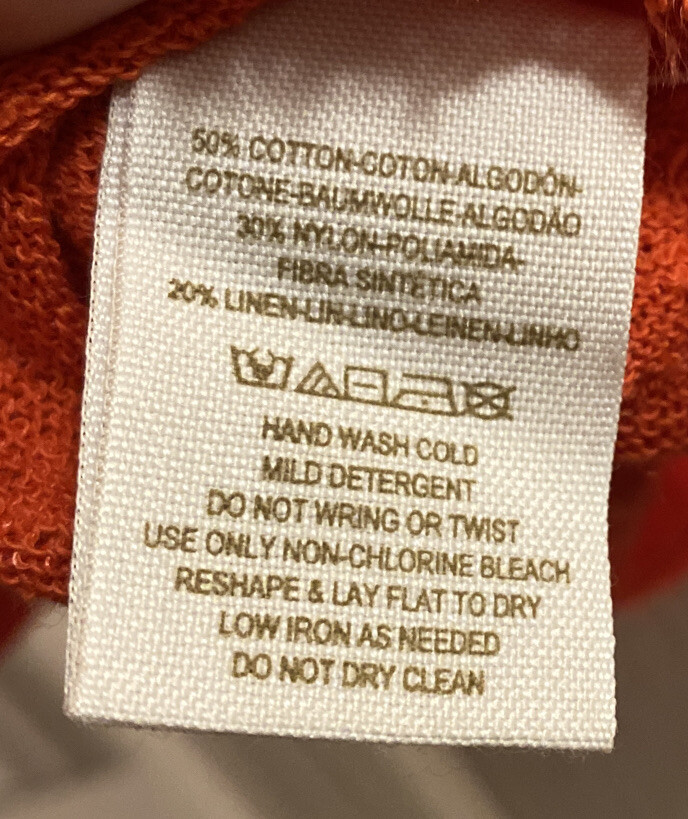 50% COTTON-COTON-ALGODÓN-
COTONE-BAUMWOLLE-ALGODÃO
30% NYLON-POLIAMIDA-
FIBRA SINTÉTICA
20% LINEN-LIN-LINO-LEINEN-LINHO
HAND WASH COLD
MILD DETERGENT
DO NOT WRING OR TWIST
USE ONLY NON-CHLORINE BLEACH
RESHAPE & LAY FLAT TO DRY
LOW IRON AS NEEDED
DO NOT DRY CLEAN